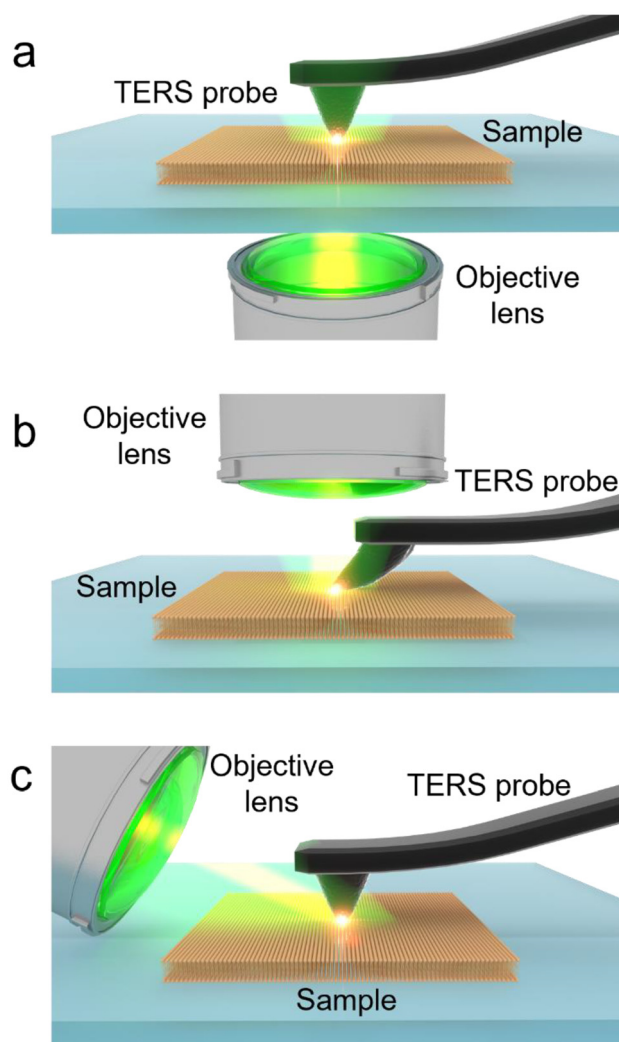 a
TERS probe
Sample
Objective
lens
b
Objective
lens
TERS probe
Sample
c
Objective
lens
TERS probe
Sample